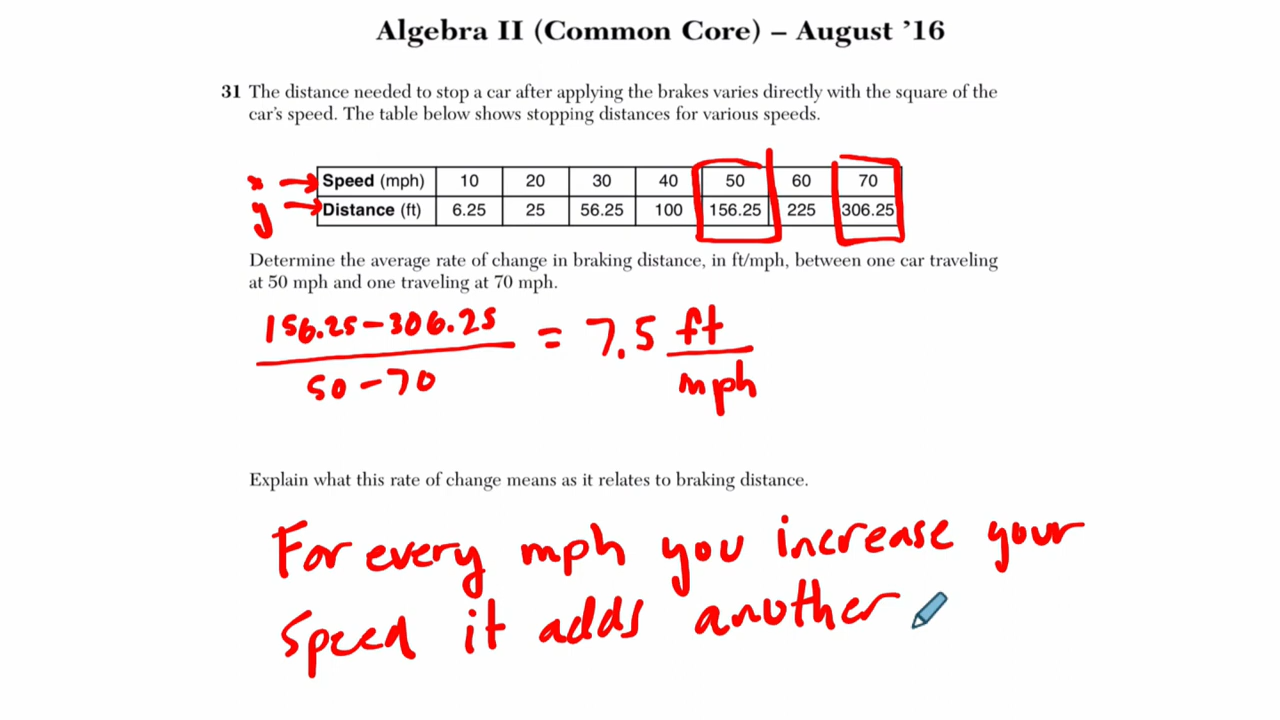 Algebra II (Common Core) – August ’16
31 The distance needed to stop a car after applying the brakes varies directly with the square of the
car’s speed. The table below shows stopping distances for various speeds.
x → Speed (mph) 10 20 30 40 50 60 70
y → Distance (ft) 6.25 25 56.25 100 156.25 225 306.25
Determine the average rate of change in braking distance, in ft/mph, between one car traveling
at 50 mph and one traveling at 70 mph.
156.25 – 306.25
50 – 70
= 7.5 ft
mph
Explain what this rate of change means as it relates to braking distance.
For every mph you increase your
speed it adds another